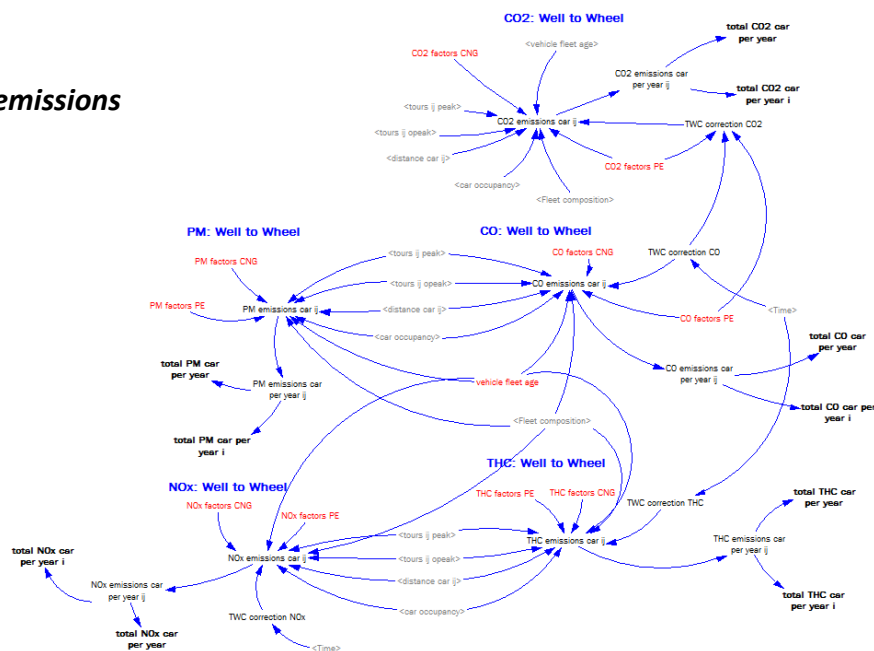 CO2: Well to Wheel
total CO2 car
per year
<vehicle fleet age>
CO2 factors CNG
CO2 emissions car
per year ij
emissions
total CO2 car
per year i
<tours ij peak>
CO2 emissions car ij
TWC correction CO2
<tours ij opeak>
<distance car ij>
CO2 factors PE
<car occupancy>
<Fleet composition>
PM: Well to Wheel
CO: Well to Wheel
<tours ij peak>
CO factors CNG
TWC correction CO
PM factors CNG
<tours ij opeak>
CO emissions car ij
PM factors PE
PM emissions car ij
<distance car ij>
CO factors PE
<Time>
<car occupancy>
total CO car
per year
total PM car
per year
PM emissions car
per year ij
vehicle fleet age
CO emissions car
per year ij
total CO car per
year i
<Fleet composition>
total PM car per
year i
THC: Well to Wheel
NOx: Well to Wheel
THC factors PE
THC factors CNG
TWC correction THC
total THC car
per year
NOx factors CNG
NOx factors PE
<tours ij peak>
THC emissions car ij
THC emissions car
per year ij
total NOx car
per year i
NOx emissions car ij
<tours ij opeak>
<distance car ij>
NOx emissions car
per year ij
total THC car
per year i
<car occupancy>
TWC correction NOx
total NOx car
per year
<Time>